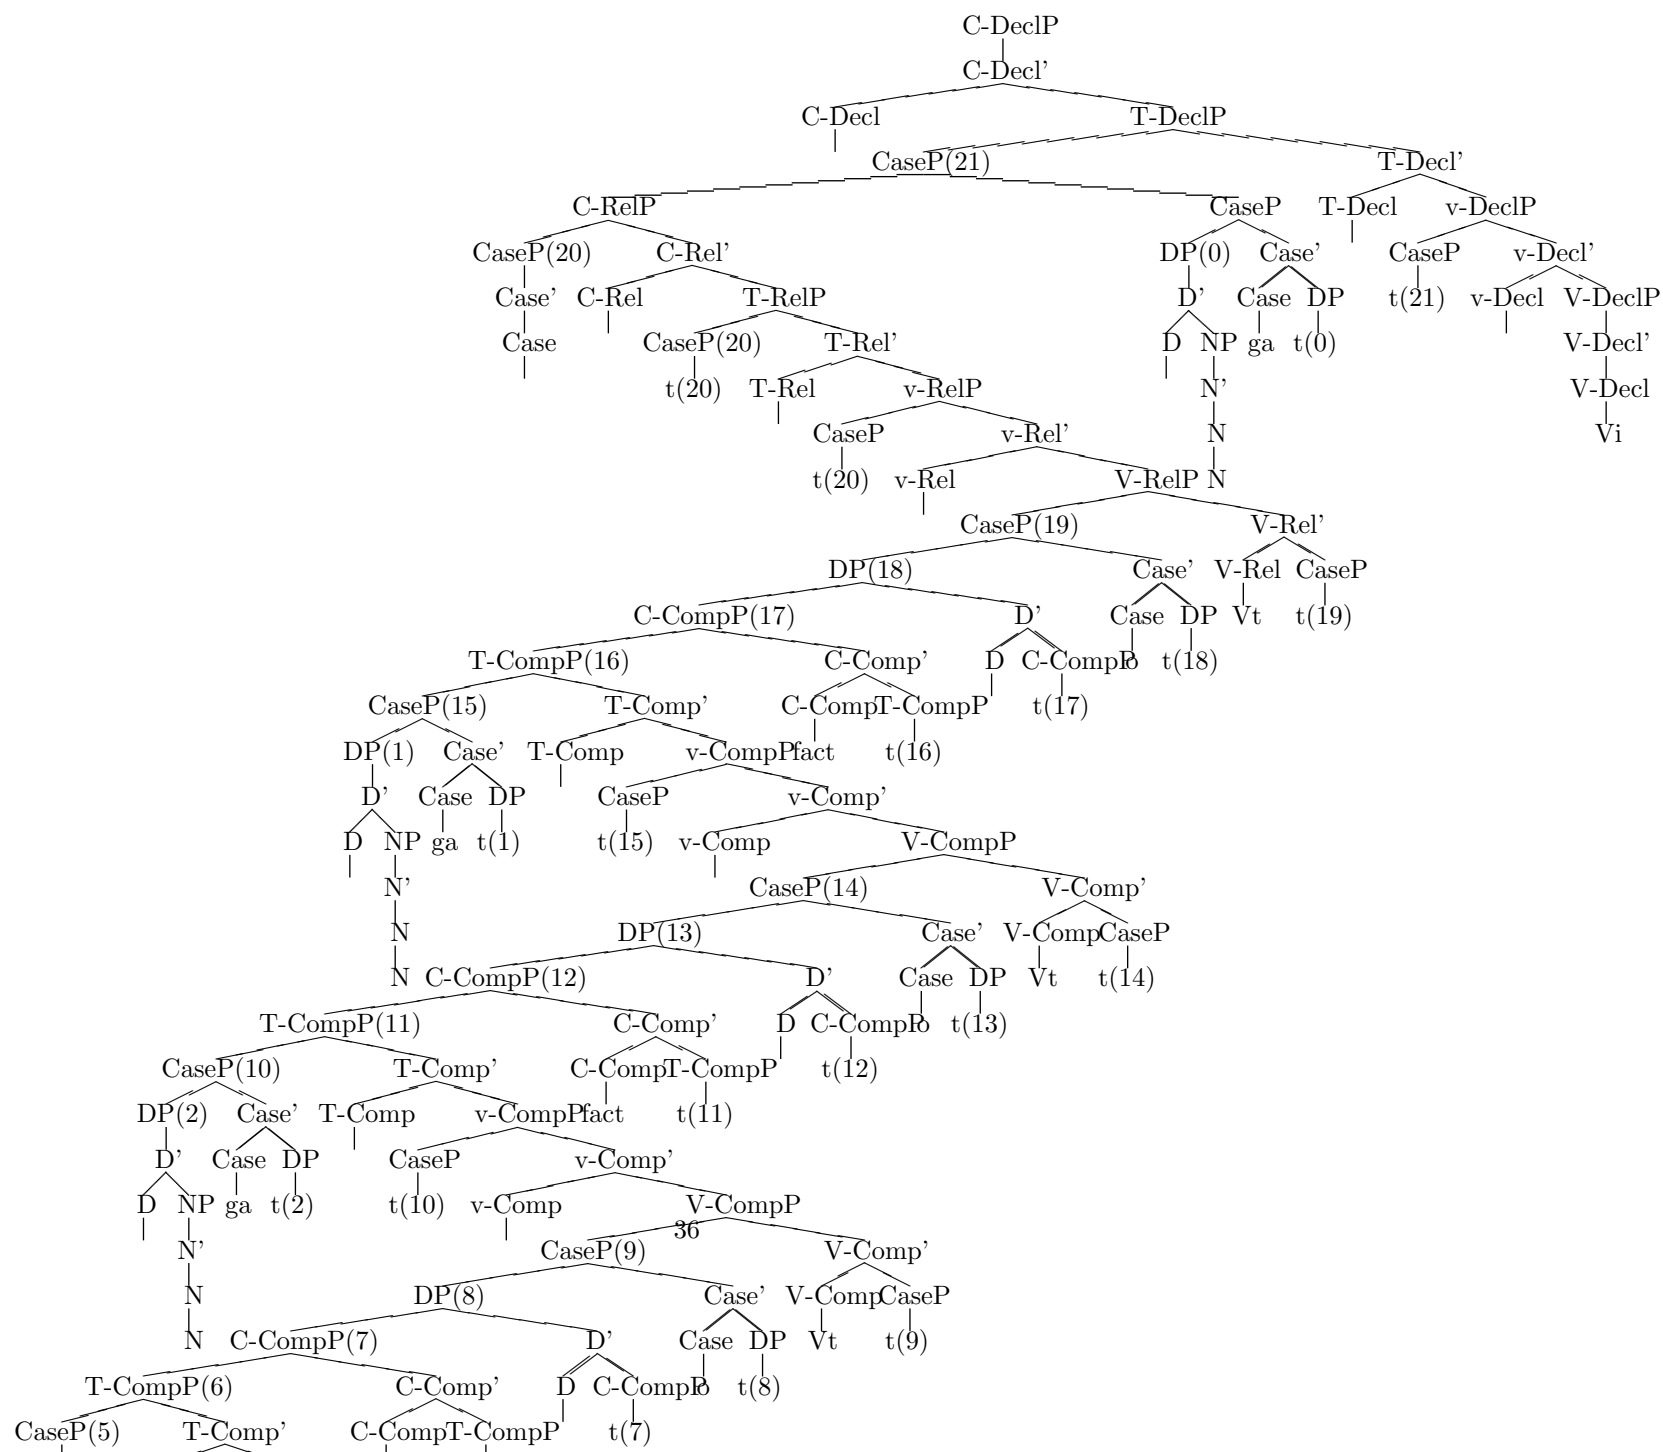 C-DeclP
C-Decl'
C-Decl T-DeclP
CaseP(21) T-Decl'
C-RelP CaseP T-Decl v-DeclP
CaseP(20) C-Rel' DP(0) Case' CaseP v-Decl'
Case' C-Rel T-RelP D' Case DP t(21) v-Decl V-DeclP
Case CaseP(20) T-Rel' D NP ga t(0) V-Decl'
t(20) T-Rel v-RelP N' V-Decl
CaseP v-Rel' N Vi
t(20) v-Rel V-RelP N
CaseP(19) V-Rel'
DP(18) Case' V-Rel CaseP
C-CompP(17) D' Case DP Vt t(19)
T-CompP(16) C-Comp' D C-CompP o t(18)
CaseP(15) T-Comp' C-Comp T-CompP t(17)
DP(1) Case' T-Comp v-CompP fact t(16)
D' Case DP CaseP v-Comp'
D NP ga t(1) t(15) v-Comp V-CompP
N' CaseP(14) V-Comp'
N DP(13) Case' V-Comp CaseP
N C-CompP(12) D' Case DP Vt t(14)
T-CompP(11) C-Comp' D C-CompP o t(13)
CaseP(10) T-Comp' C-Comp T-CompP t(12)
DP(2) Case' T-Comp v-CompP fact t(11)
D' Case DP CaseP v-Comp'
D NP ga t(2) t(10) v-Comp V-CompP
36
N' CaseP(9) V-Comp'
N DP(8) Case' V-Comp CaseP
N C-CompP(7) D' Case DP Vt t(9)
T-CompP(6) C-Comp' D C-CompP o t(8)
CaseP(5) T-Comp' C-Comp T-CompP t(7)